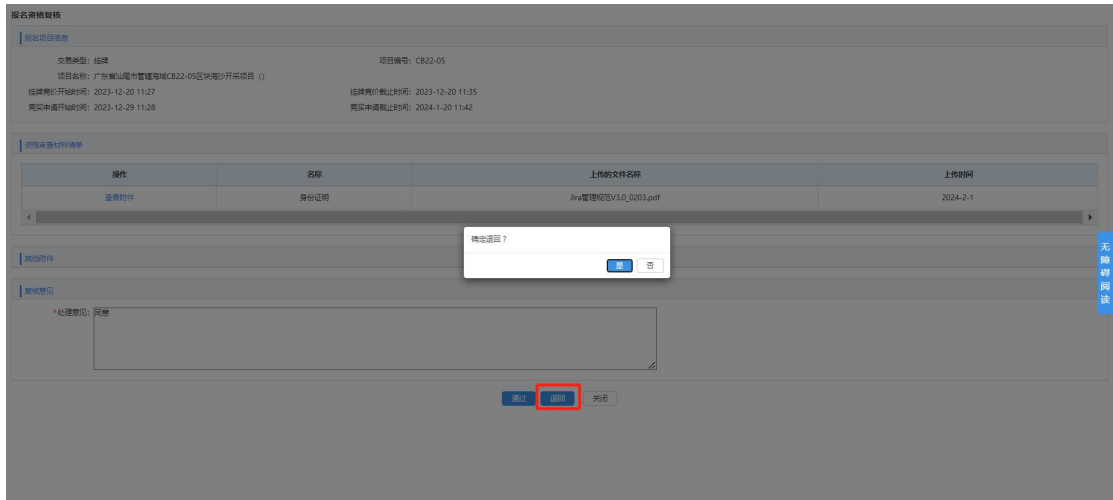 报名资格复核
报名项目信息
交易类型：挂牌
项目编号：CB22-05
项目名称：广东省汕尾市管辖海域CB22-05区块海沙开采项目 ()
挂牌竞价开始时间：2023-12-20 11:27
挂牌竞价截止时间：2023-12-20 11:35
竞买申请开始时间：2023-12-29 11:28
竞买申请截止时间：2024-1-20 11:42
资格审查材料清单
操作 名称 上传的文件名称 上传时间
查看附件 身份证明 Jira管理规范V3.0_0203.pdf 2024-2-1
确定退回？
是 否
其他附件
复核意见
*处理意见：同意
通过 退回 关闭
无障碍阅读